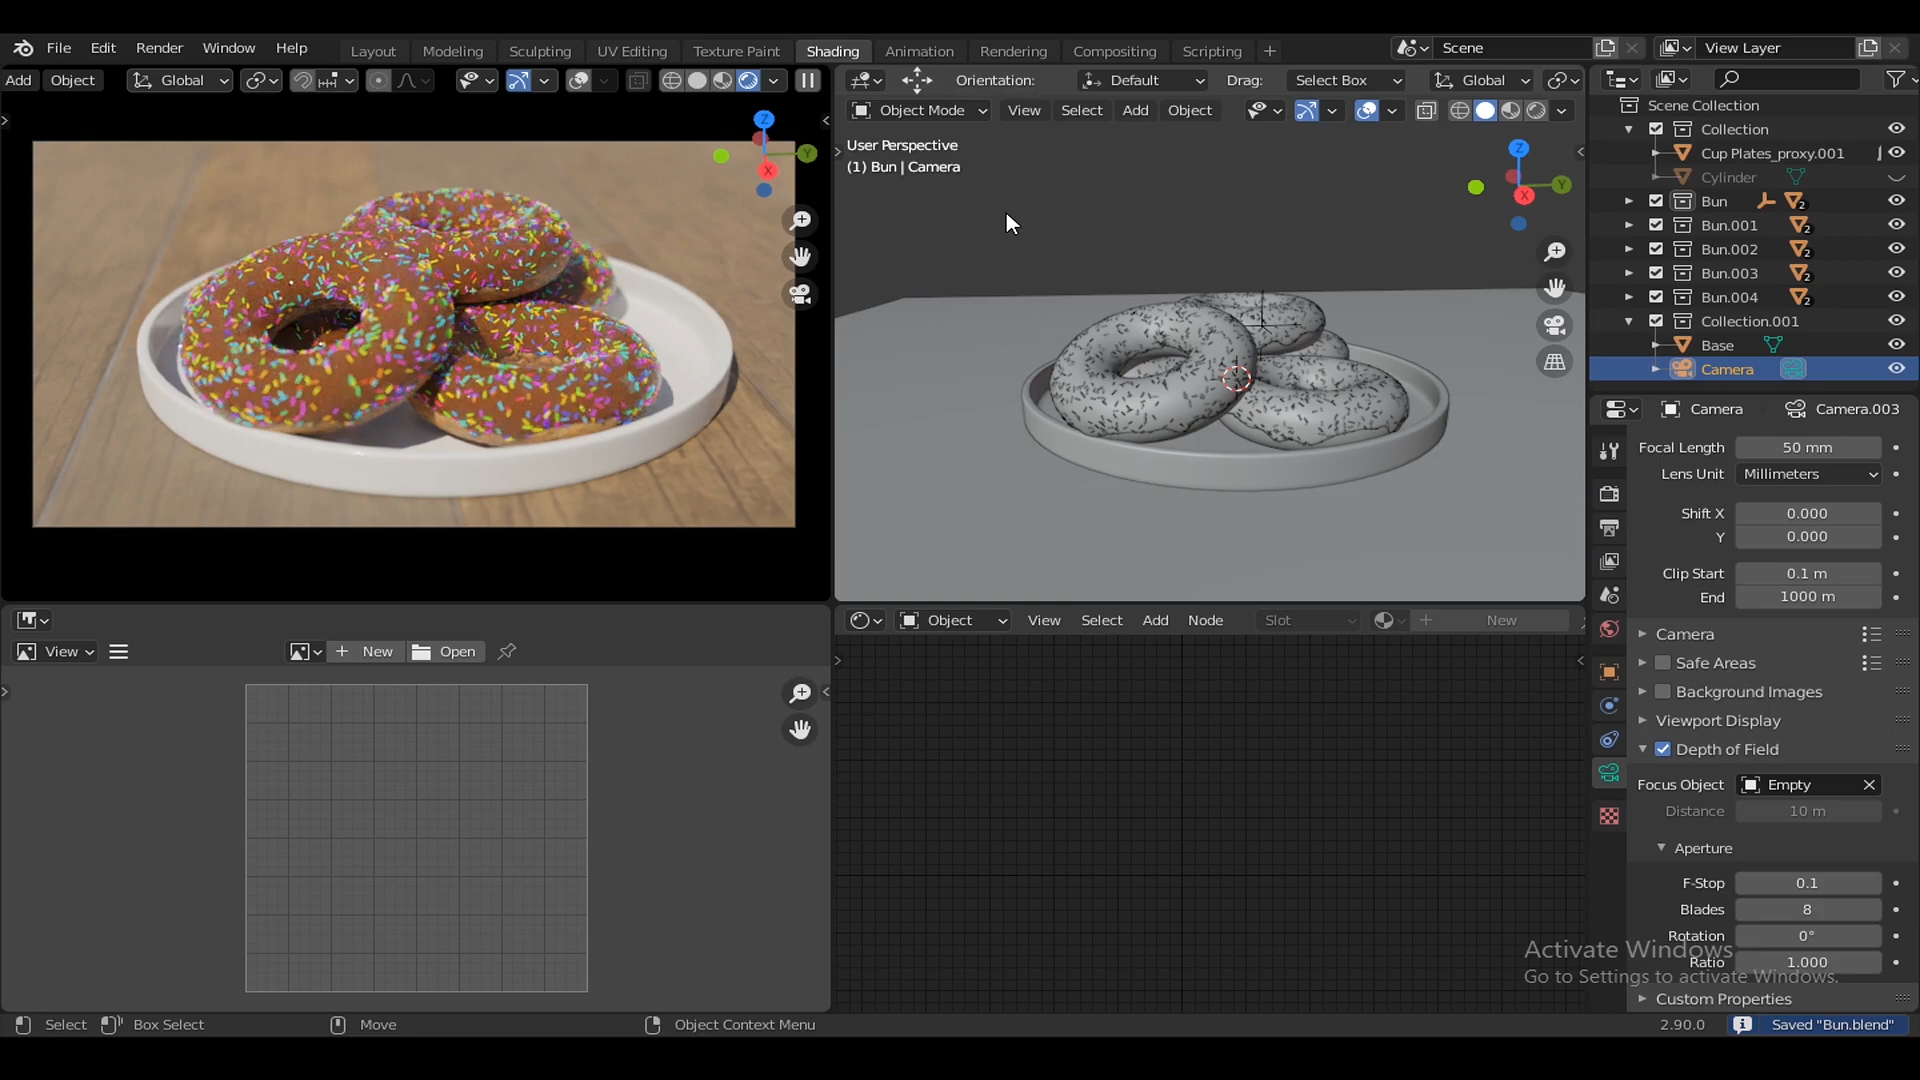 File Edit Render Window Help
Layout Modeling Sculpting UV Editing Texture Paint Shading Animation Rendering Compositing Scripting +
Scene View Layer
Add Object Global
Orientation: Default Drag: Select Box Global
Object Mode View Select Add Object
User Perspective
(1) Bun | Camera
Z
Y
X
Z
Y
X
Scene Collection
Collection
Cup Plates_proxy.001
Cylinder
Bun 2
Bun.001 2
Bun.002 2
Bun.003 2
Bun.004 2
Collection.001
Base
Camera
Camera Camera.003
Focal Length 50 mm
Lens Unit Millimeters
Shift X 0.000
Y 0.000
Clip Start 0.1 m
End 1000 m
Camera
Safe Areas
Background Images
Viewport Display
Depth of Field
Focus Object Empty
Distance 10 m
Aperture
F-Stop 0.1
Blades 8
Rotation 0°
Ratio 1.000
Custom Properties
Activate Windows
Go to Settings to activate Windows.
View + New Open
Object View Select Add Node Slot + New
Select Box Select Move Object Context Menu
2.90.0 Saved "Bun.blend"